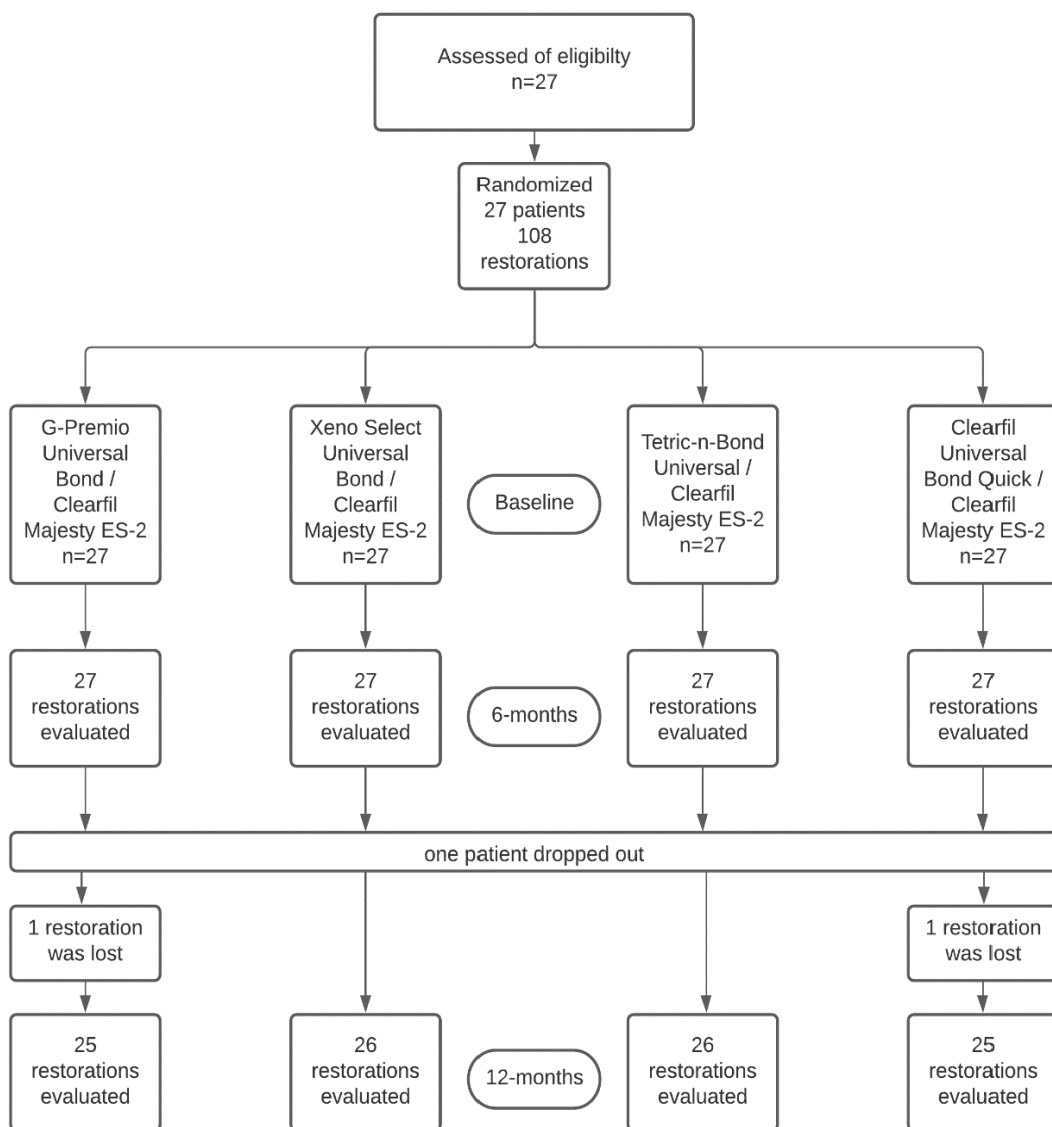 Assessed of eligibilty
n=27
Randomized
27 patients
108
restorations
G-Premio
Universal
Bond /
Clearfil
Majesty ES-2
n=27
Xeno Select
Universal
Bond /
Clearfil
Majesty ES-2
n=27
Baseline
Tetric-n-Bond
Universal /
Clearfil
Majesty ES-2
n=27
Clearfil
Universal
Bond Quick /
Clearfil
Majesty ES-2
n=27
27
restorations
evaluated
27
restorations
evaluated
6-months
27
restorations
evaluated
27
restorations
evaluated
one patient dropped out
1 restoration
was lost
1 restoration
was lost
25
restorations
evaluated
26
restorations
evaluated
12-months
26
restorations
evaluated
25
restorations
evaluated